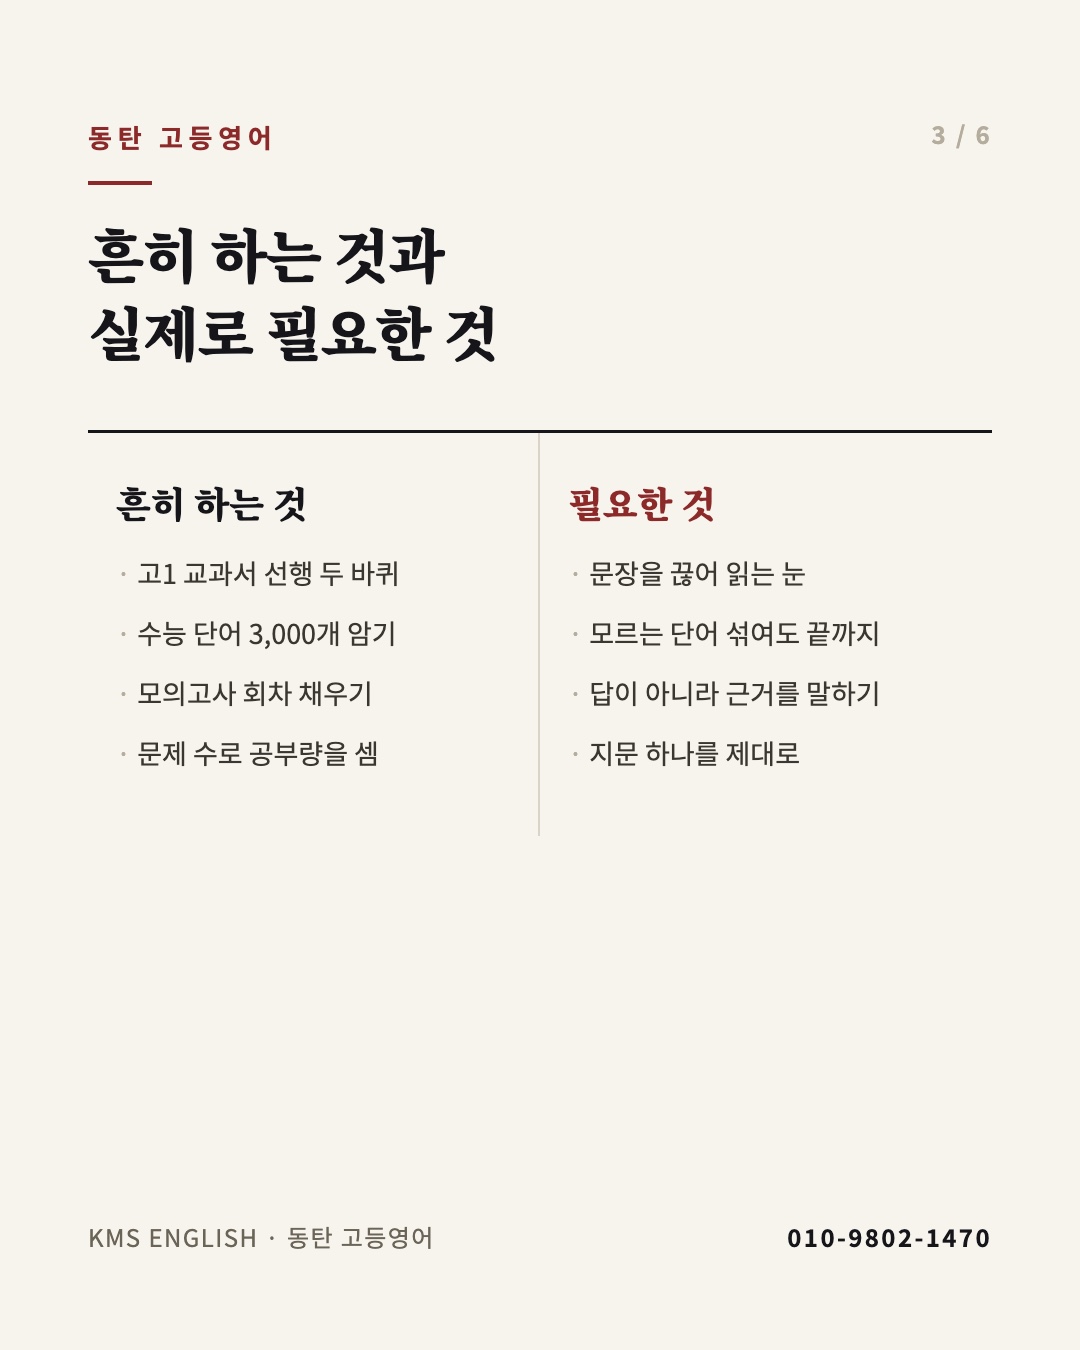 동탄 고등영어
3 / 6
흔히 하는 것과
실제로 필요한 것
흔히 하는 것
· 고1 교과서 선행 두 바퀴
· 수능 단어 3,000개 암기
· 모의고사 회차 채우기
· 문제 수로 공부량을 셈
필요한 것
· 문장을 끊어 읽는 눈
· 모르는 단어 섞여도 끝까지
· 답이 아니라 근거를 말하기
· 지문 하나를 제대로
KMS ENGLISH · 동탄 고등영어
010-9802-1470